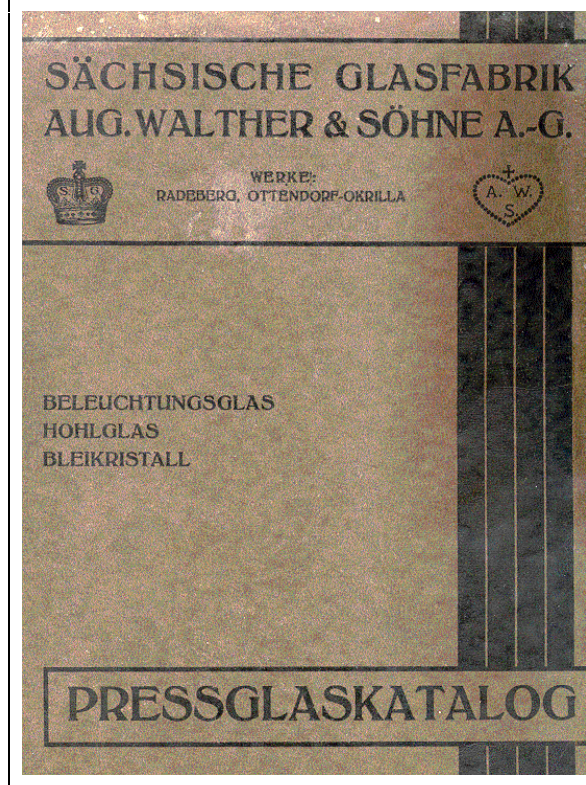 SÄCHSISCHE GLASFABRIK
AUG. WALTHER & SÖHNE A.-G.
WERKE:
RADEBERG, OTTENDORF-OKRILLA
S G
A. W.
S.
BELEUCHTUNGSGLAS
HOHLGLAS
BLEIKRISTALL
PRESSGLASKATALOG